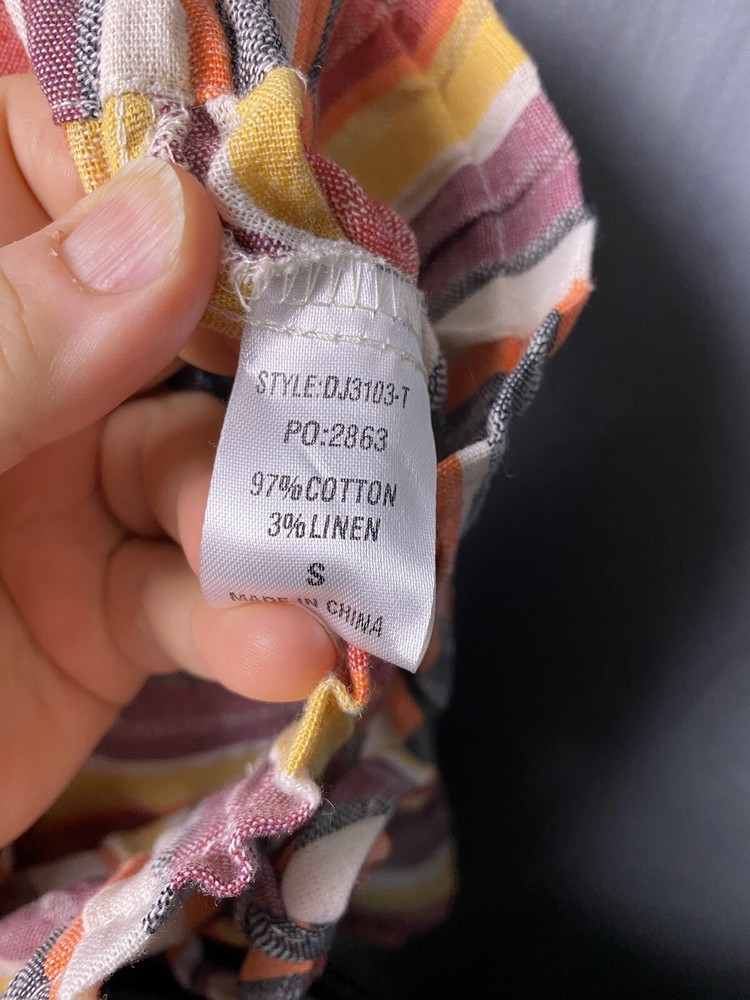 STYLE:DJ3103-T
PO:2863
97%COTTON
3%LINEN
S
MADE IN CHINA